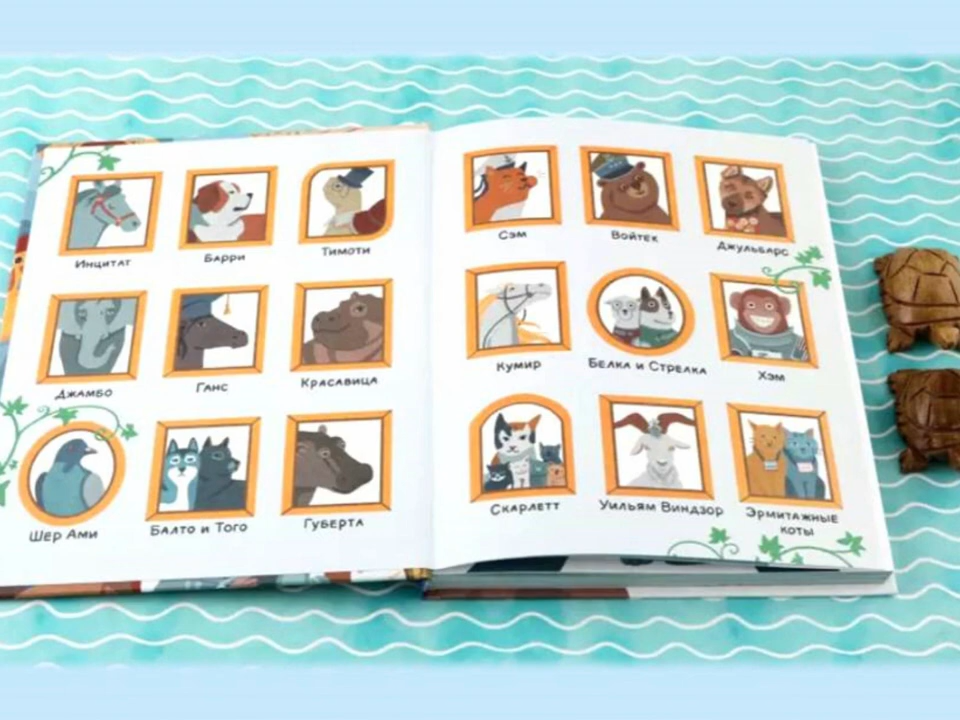 Инцитат
Барри
Тимоти
Джамбо
Ганс
Красавица
Шер Ами
Балто и Того
Губерта
Сэм
Войтек
Джульбарс
Кумир
Белка и Стрелка
Хэм
Скарлетт
Уильям Виндзор
Эрмитажные
коты